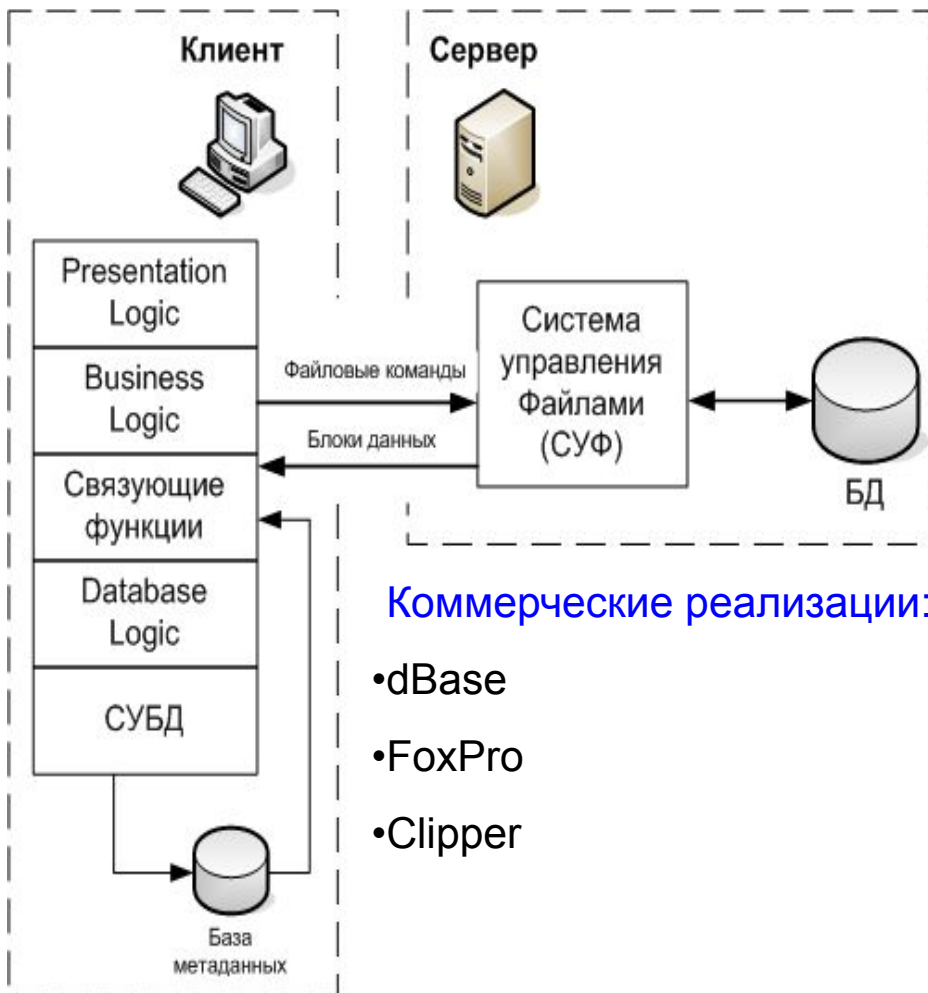 Клиент
Сервер
Presentation
Logic
Business
Logic
Связующие
функции
Database
Logic
СУБД
База
метаданных
Файловые команды
Блоки данных
Система
управления
Файлами
(СУФ)
БД
Коммерческие реализации:
•dBase
•FoxPro
•Clipper